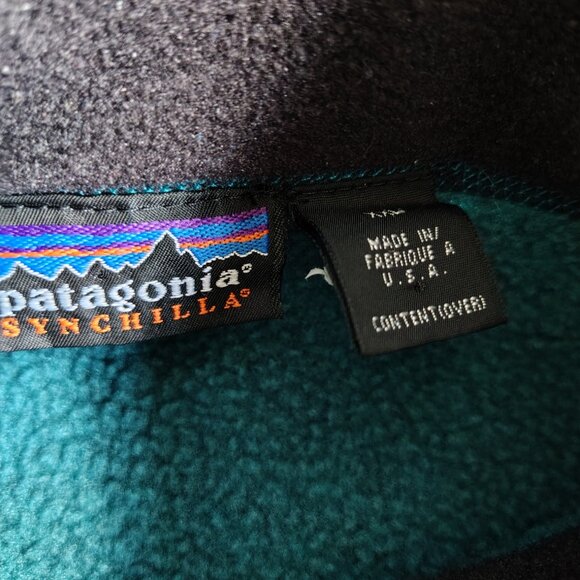 patagonia®
SYNCHILLA®
MADE IN/
FABRIQUE A
U.S.A.
CONTENT(OVER)